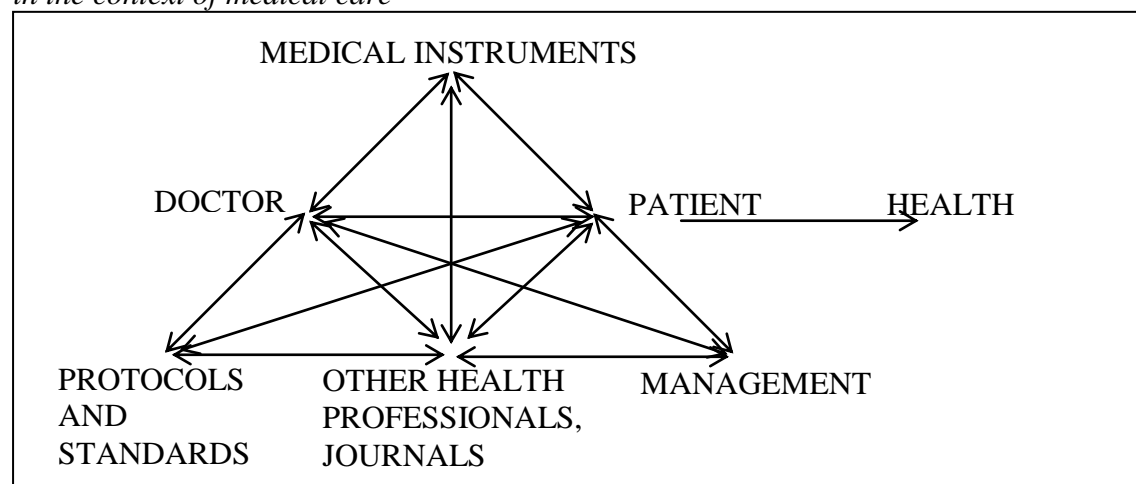 in the context of medical care
MEDICAL INSTRUMENTS
DOCTOR
PATIENT
HEALTH
PROTOCOLS
AND
STANDARDS
OTHER HEALTH
PROFESSIONALS,
JOURNALS
MANAGEMENT